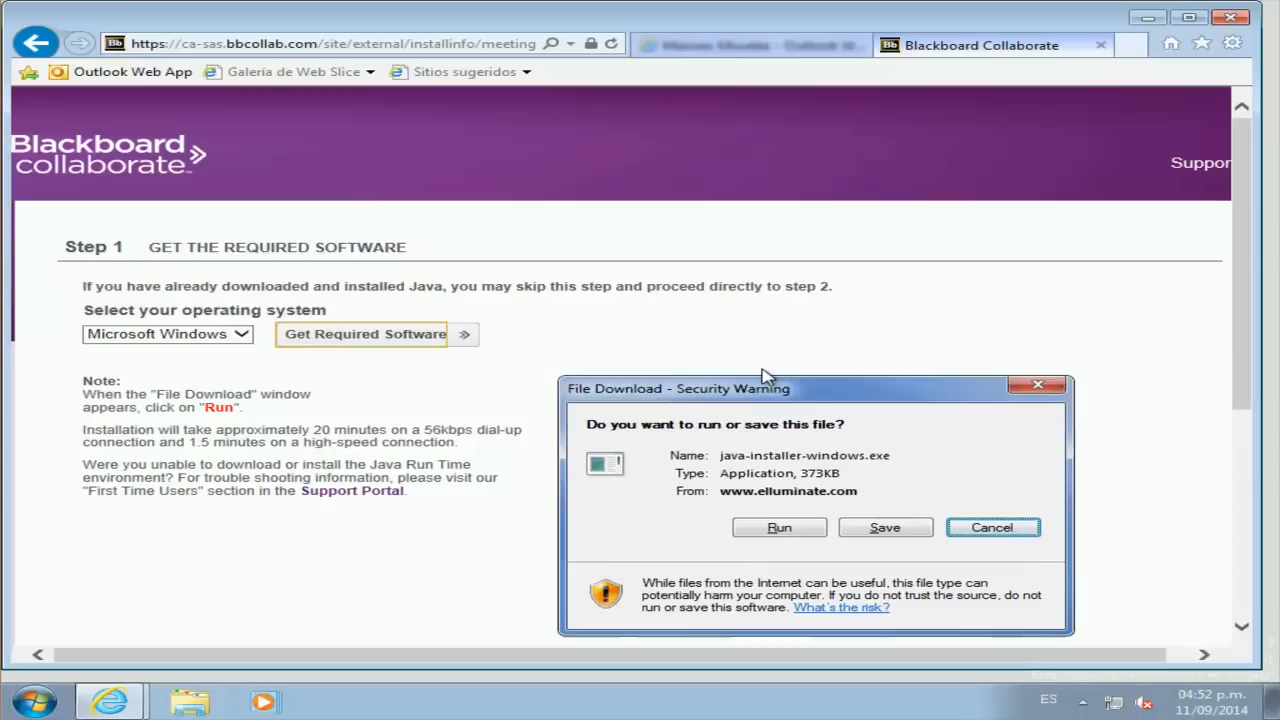 https://ca-sas.bbcollab.com/site/external/installinfo/meeting
Bb Blackboard Collaborate
Outlook Web App
Galería de Web Slice
Sitios sugeridos
Blackboard
collaborate
Suppor
Step 1 GET THE REQUIRED SOFTWARE
If you have already downloaded and installed Java, you may skip this step and proceed directly to step 2.
Select your operating system
Microsoft Windows
Get Required Software
Note:
When the "File Download" window
appears, click on "Run".
Installation will take approximately 20 minutes on a 56kbps dial-up
connection and 1.5 minutes on a high-speed connection.
Were you unable to download or install the Java Run Time
environment? For trouble shooting information, please visit our
"First Time Users" section in the Support Portal.
File Download - Security Warning
Do you want to run or save this file?
Name: java-installer-windows.exe
Type: Application, 373KB
From: www.elluminate.com
Run
Save
Cancel
While files from the Internet can be useful, this file type can
potentially harm your computer. If you do not trust the source, do not
run or save this software. What's the risk?
ES
04:52 p.m.
11/09/2014